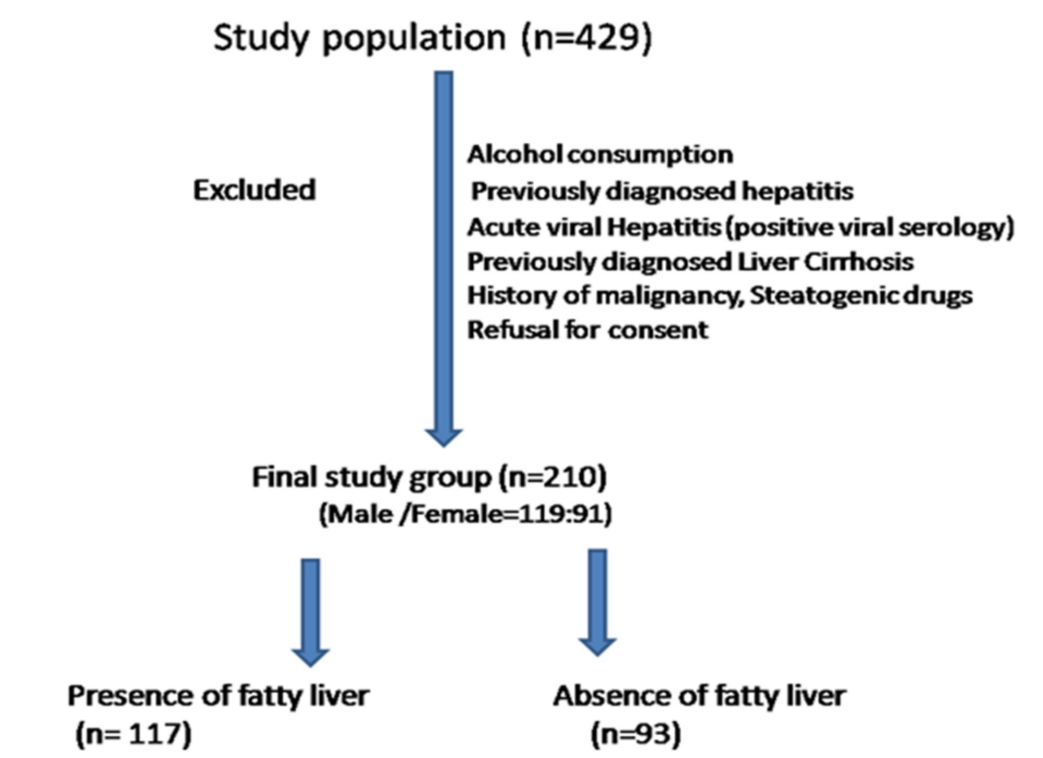 Study population (n=429)
Excluded
Alcohol consumption
Previously diagnosed hepatitis
Acute viral Hepatitis (positive viral serology)
Previously diagnosed Liver Cirrhosis
History of malignancy, Steatogenic drugs
Refusal for consent
Final study group (n=210)
(Male /Female=119:91)
Presence of fatty liver
(n= 117)
Absence of fatty liver
(n=93)